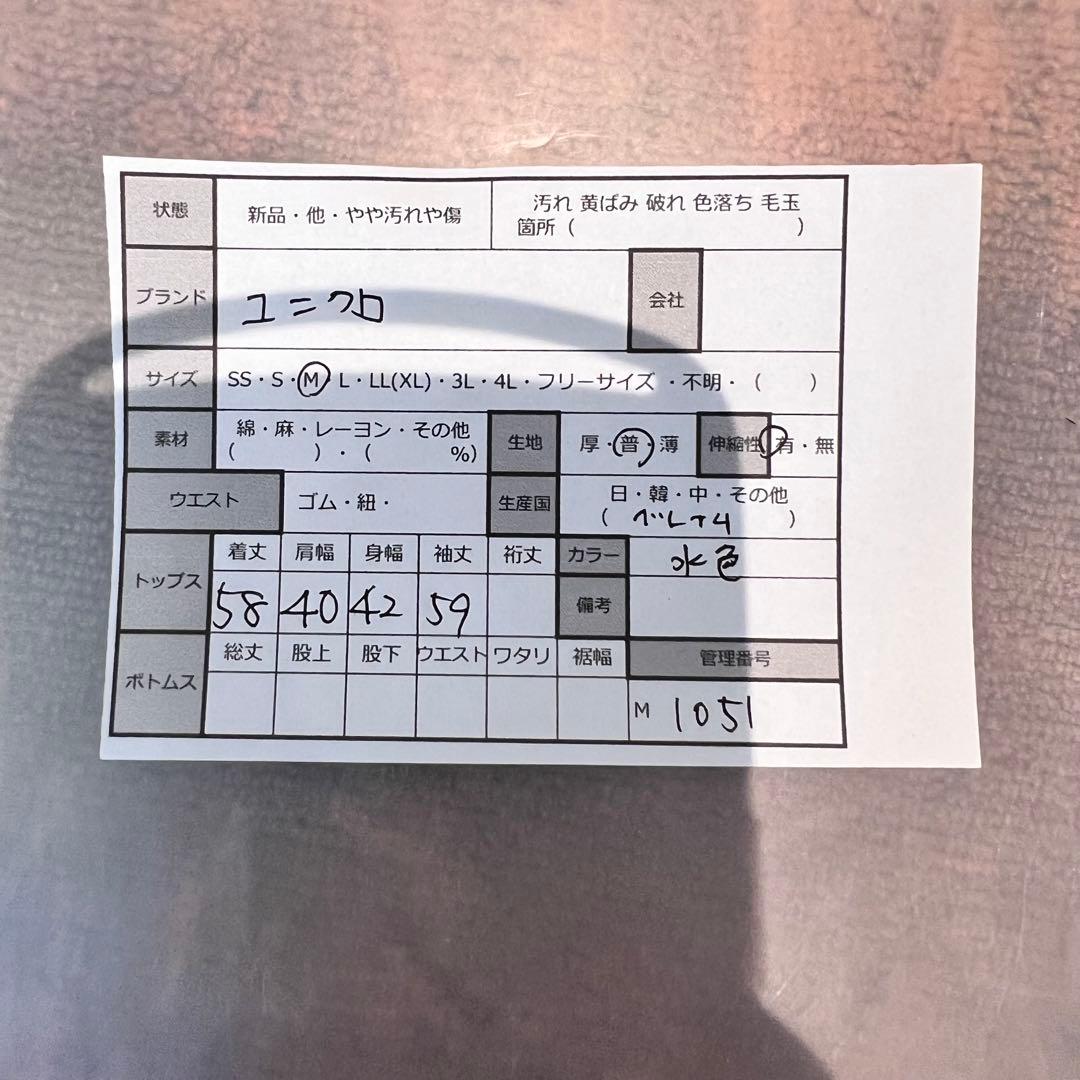 状態 新品・他・やや汚れや傷 汚れ 黄ばみ 破れ 色落ち 毛玉
箇所 ( )
ブランド ユニクロ 会社
サイズ SS・S・M・L・LL(XL)・3L・4L・フリーサイズ ・不明・ ( )
素材 綿・麻・レーヨン・その他 生地 厚・普・薄 伸縮性 有・無
( )・( %)
ウエスト ゴム・紐・ 生産国 日・韓・中・その他
( ベトナム )
トップス 着丈 肩幅 身幅 袖丈 裄丈 カラー 水色
58 40 42 59 備考
ボトムス 総丈 股上 股下 ウエスト ワタリ 裾幅 管理番号
M 1051